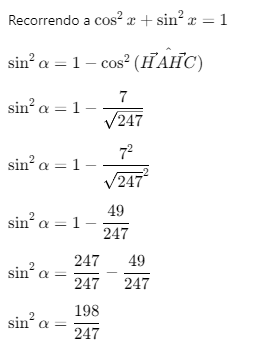 Recorrendo a cos² x + sin² x = 1
sin² α = 1 − cos² (H⃗ÂH⃗C)
sin² α = 1 − 7/√247
sin² α = 1 − 7²/√247²
sin² α = 1 − 49/247
sin² α = 247/247 − 49/247
sin² α = 198/247